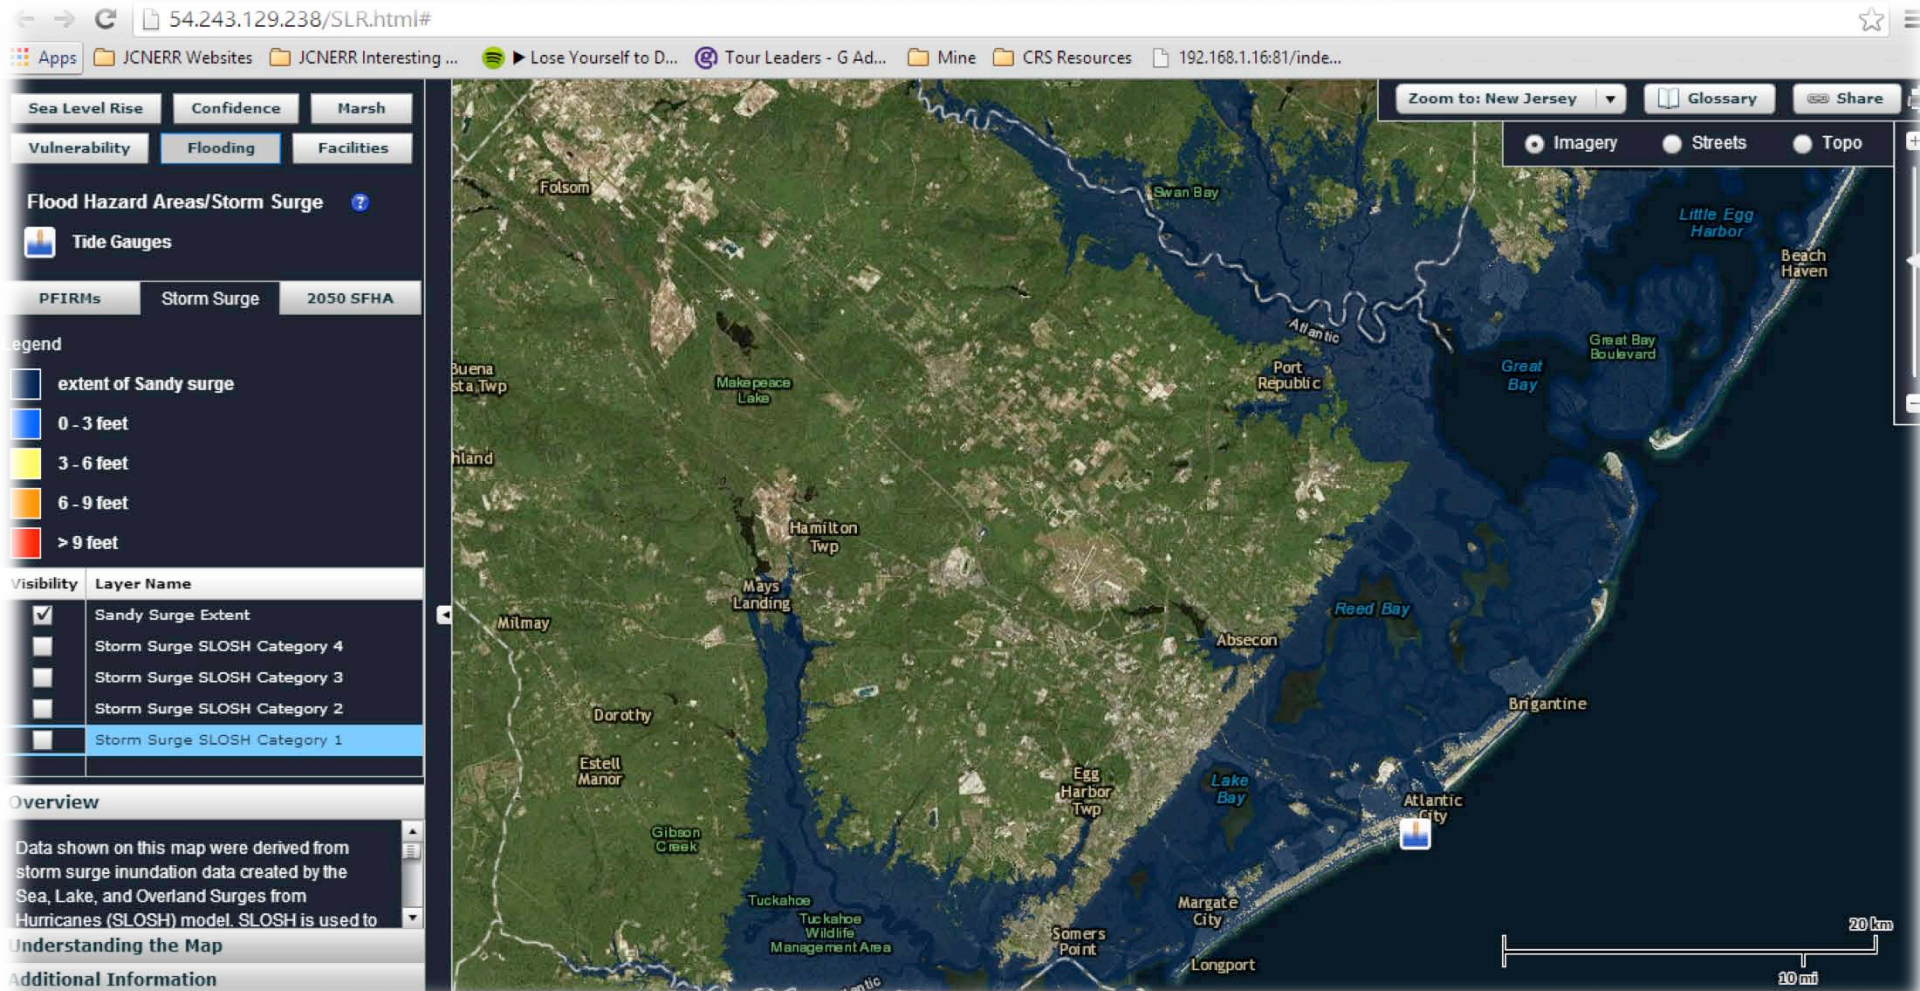 54.243.129.238/SLR.html#
Apps
JCNERR Websites
JCNERR Interesting ...
▶ Lose Yourself to D...
Tour Leaders - G Ad...
Mine
CRS Resources
192.168.1.16:81/inde...
Sea Level Rise
Confidence
Marsh
Vulnerability
Flooding
Facilities
Flood Hazard Areas/Storm Surge ?
Tide Gauges
PFIRMs
Storm Surge
2050 SFHA
Legend
extent of Sandy surge
0 - 3 feet
3 - 6 feet
6 - 9 feet
> 9 feet
Visibility
Layer Name
Sandy Surge Extent
Storm Surge SLOSH Category 4
Storm Surge SLOSH Category 3
Storm Surge SLOSH Category 2
Storm Surge SLOSH Category 1
Overview
Data shown on this map were derived from
storm surge inundation data created by the
Sea, Lake, and Overland Surges from
Hurricanes (SLOSH) model. SLOSH is used to
Understanding the Map
Additional Information
Zoom to: New Jersey
Glossary
Share
Imagery
Streets
Topo
Folsom
Swan Bay
Little Egg
Harbor
Beach
Haven
Atlantic
Great Bay
Boulevard
Great
Bay
Port
Republic
Buena
sta Twp
Makepeace
Lake
hland
Hamilton
Twp
Mays
Landing
Milmay
Reed Bay
Absecon
Brigantine
Dorothy
Estell
Manor
Egg
Harbor
Twp
Lake
Bay
Atlantic
City
Gibson
Creek
Tuckahoe
Tuckahoe
Wildlife
Management Area
Margate
City
Somers
Point
Longport
antic
20 km
10 mi